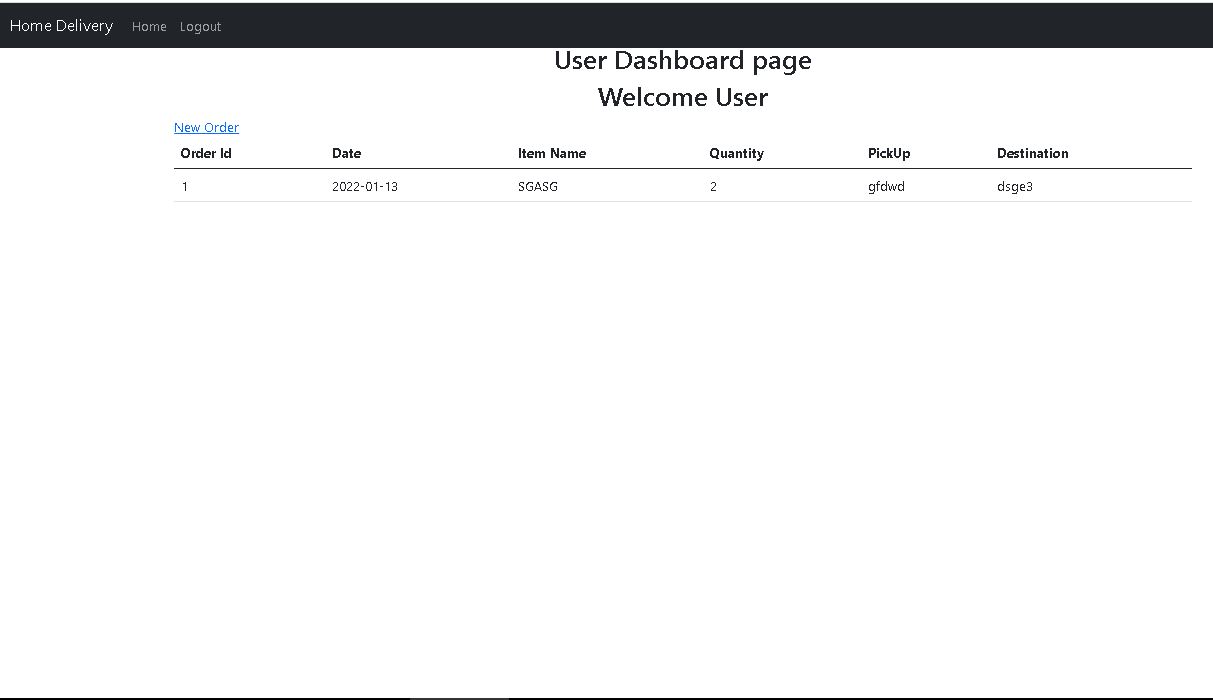 Home Delivery Home Logout
User Dashboard page
Welcome User
New Order
Order Id Date Item Name Quantity PickUp Destination
1 2022-01-13 SGASG 2 gfdwd dsge3